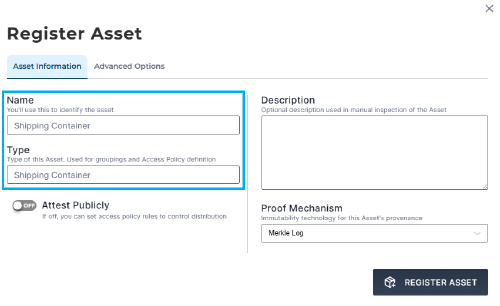 Register Asset
Asset Information
Advanced Options
Name
You'll use this to identify the asset
Shipping Container
Type
Type of this Asset. Used for groupings and Access Policy definition
Shipping Container
OFF
Attest Publicly
If off, you can set access policy rules to control distribution
Description
Optional description used in manual inspection of the Asset
Proof Mechanism
Immutability technology for this Asset's provenance
Merkle Log
REGISTER ASSET